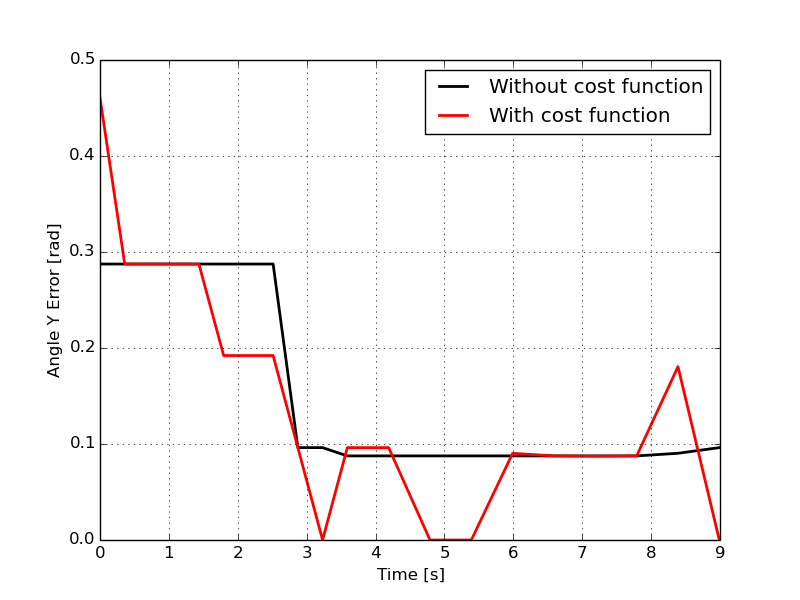 0.5
0.4
0.3
0.2
0.1
0.0
Angle Y Error [rad]
Without cost function
With cost function
0 1 2 3 4 5 6 7 8 9
Time [s]